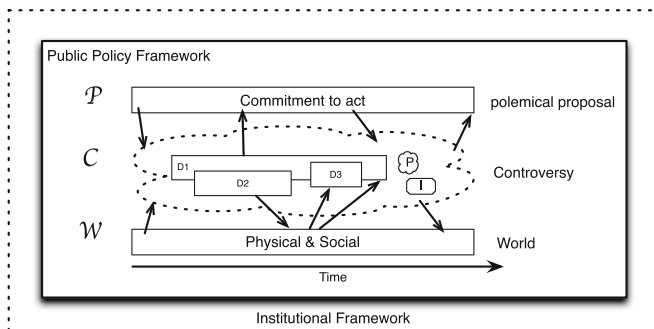 Public Policy Framework
𝒫 Commitment to act polemical proposal
C D1 D2 D3 P I Controversy
𝒲 Physical & Social World
Time
Institutional Framework